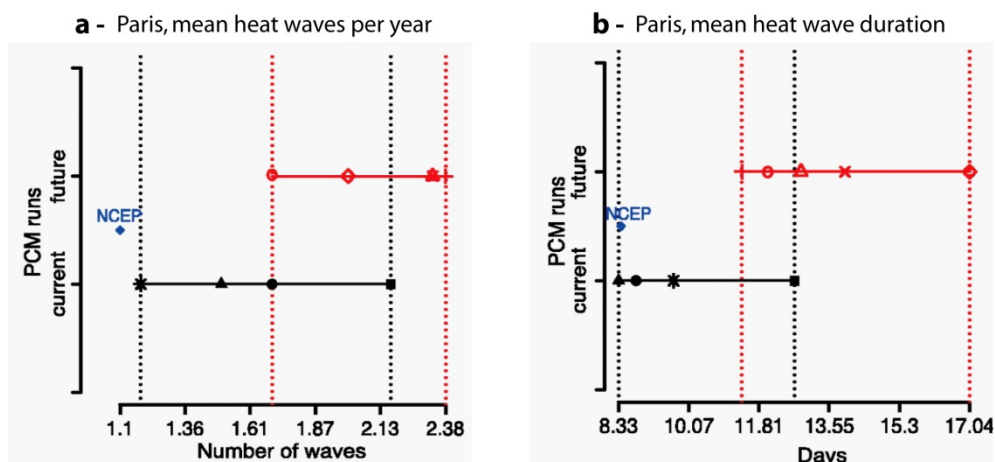 a - Paris, mean heat waves per year
PCM runs
current future
NCEP
1.1 1.36 1.61 1.87 2.13 2.38
Number of waves
b - Paris, mean heat wave duration
PCM runs
current future
NCEP
8.33 10.07 11.81 13.55 15.3 17.04
Days